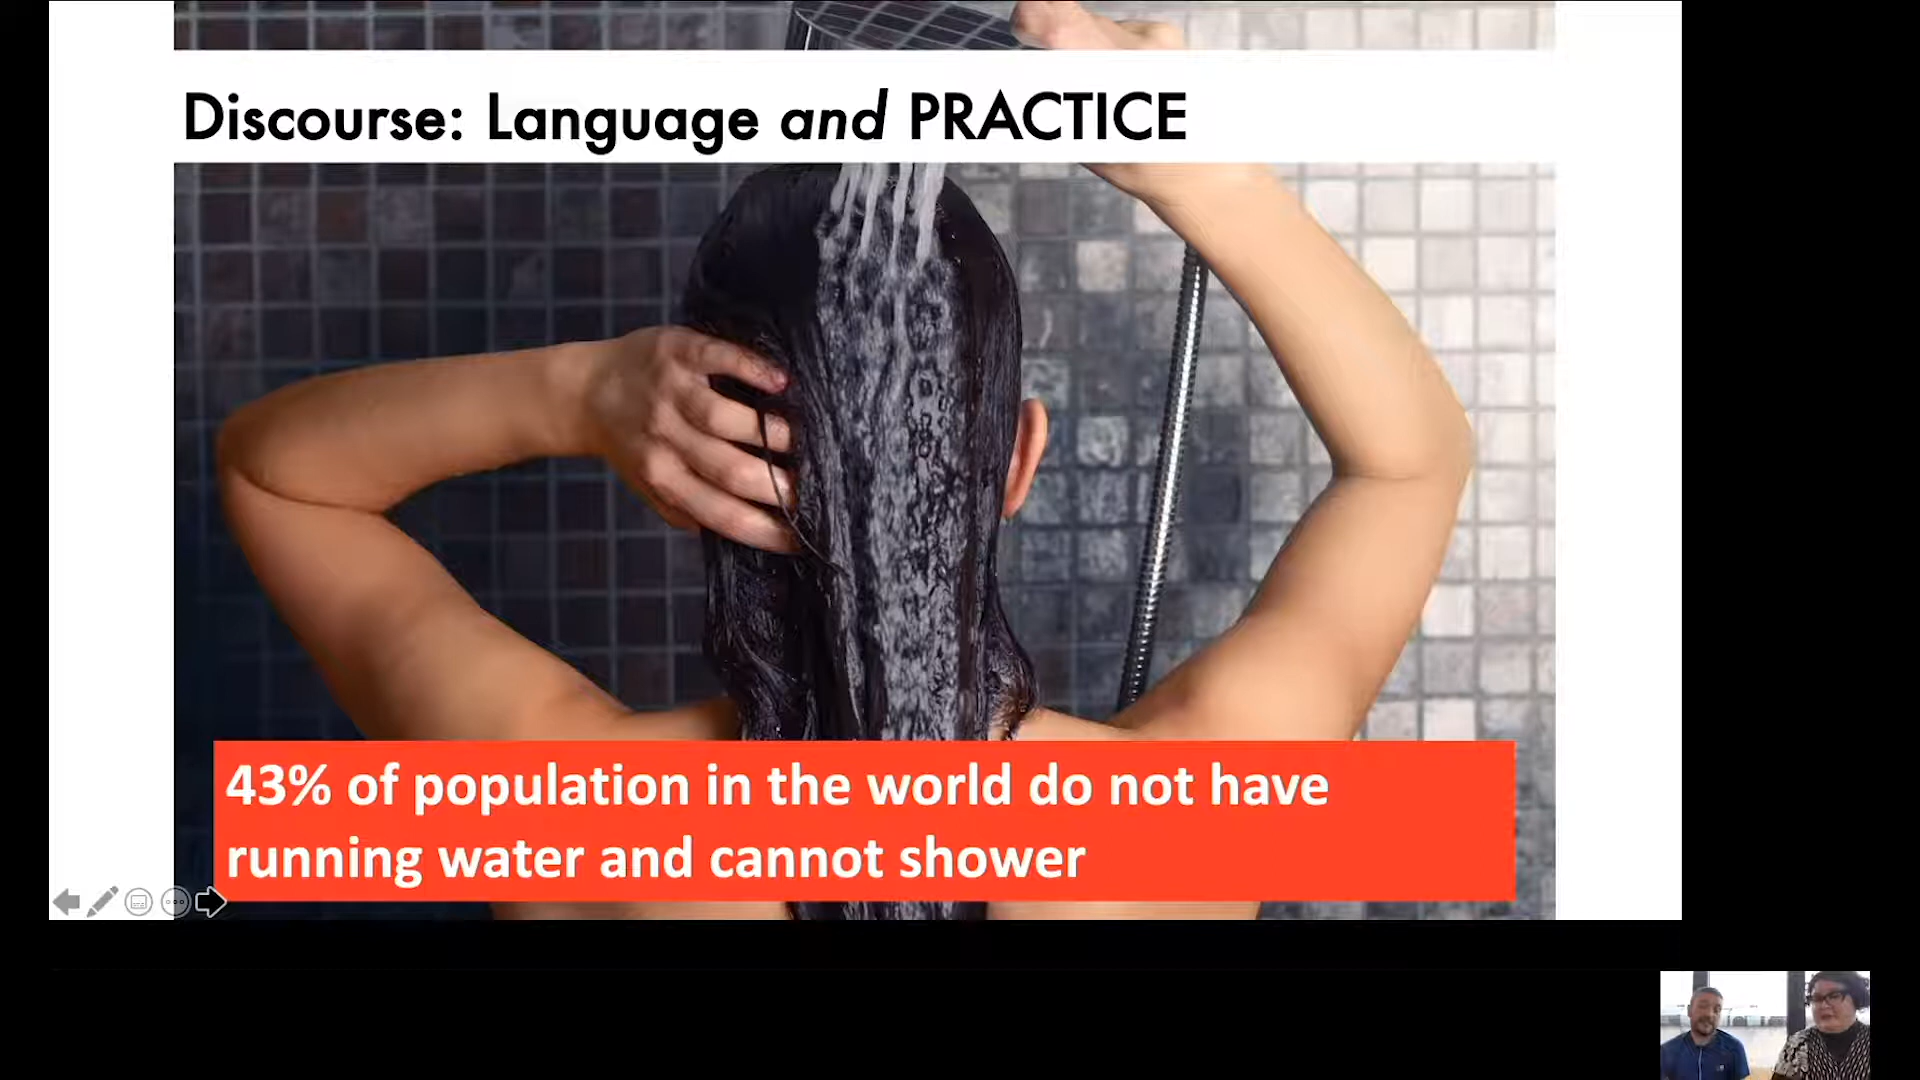 Discourse: Language and PRACTICE
43% of population in the world do not have
running water and cannot shower